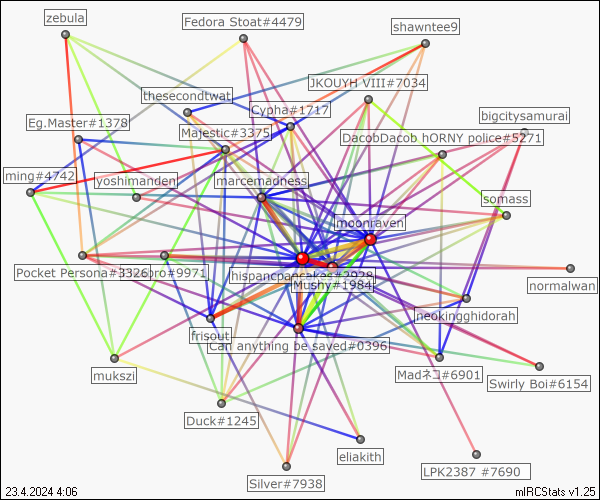 zebula
Fedora Stoat#4479
shawntee9
JKOUYH VIII#7034
thesecondtwat
Cypha#1717
bigcitysamurai
Eg.Master#1378
Majestic#3375
DacobDacob hORNY police#5271
ming#4742
yoshimanden
marcemadness
somass
moonraven
Pocket Persona#3326
bro#9971
hispancpancakes#3928
normalwan
Mushy#1984
neokingghidorah
frisout
Can anything be saved#0396
mukszi
Madネコ#6901
Swirly Boi#6154
Duck#1245
eliakith
LPK2387 #7690
Silver#7938
23.4.2024 4:06
mIRCStats v1.25